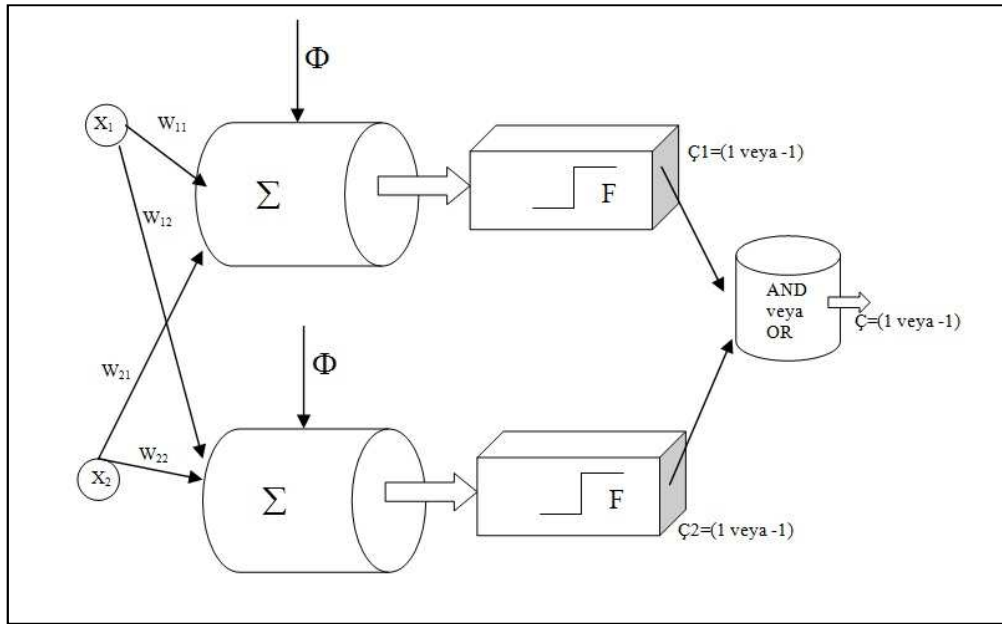 Φ
X1
W11
Σ
F
Ç1=(1 veya -1)
W12
AND
veya
OR
Ç=(1 veya -1)
W21
Φ
X2
W22
Σ
F
Ç2=(1 veya -1)